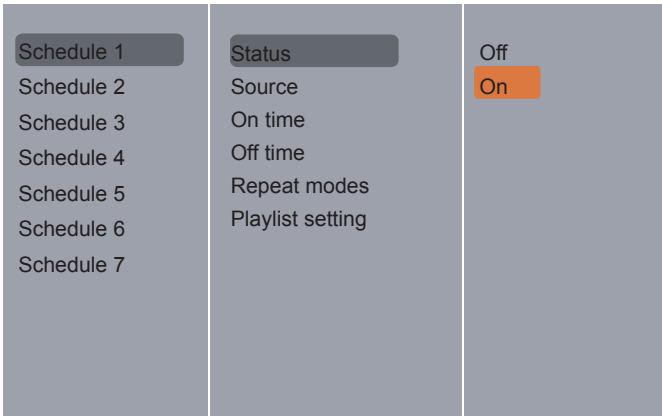 Schedule 1
Schedule 2
Schedule 3
Schedule 4
Schedule 5
Schedule 6
Schedule 7
Status
Source
On time
Off time
Repeat modes
Playlist setting
Off
On